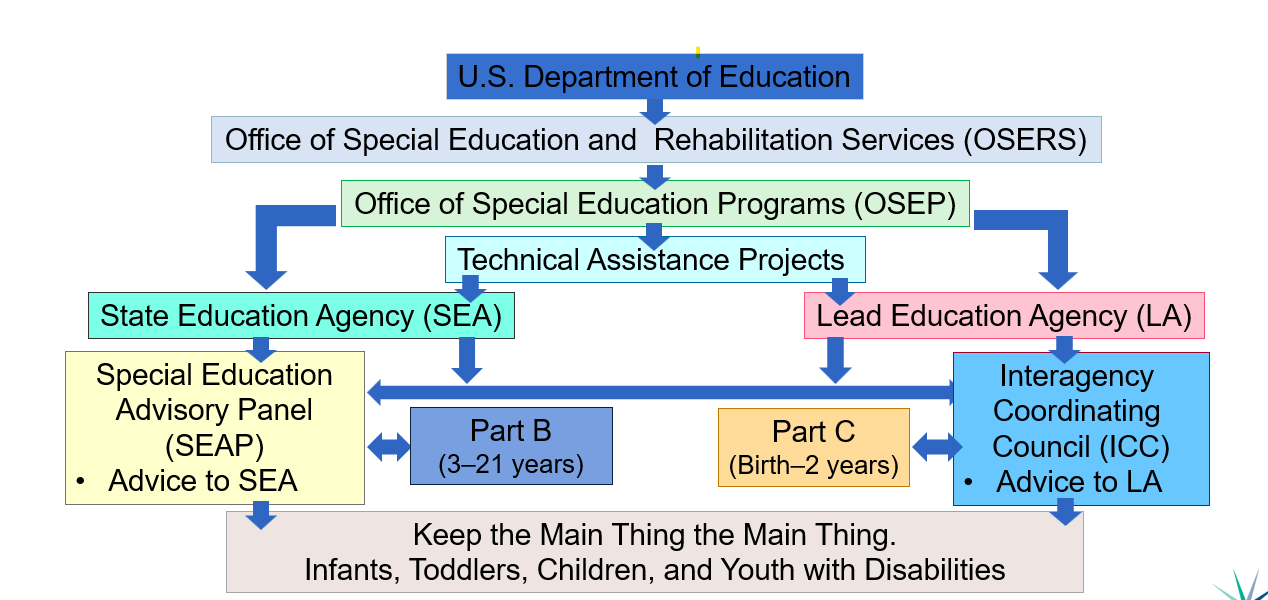 U.S. Department of Education
Office of Special Education and  Rehabilitation Services (OSERS)
Office of Special Education Programs (OSEP)
Technical Assistance Projects
State Education Agency (SEA)
Lead Education Agency (LA)
Special Education
Advisory Panel
(SEAP)
• Advice to SEA
Part B
(3–21 years)
Part C
(Birth–2 years)
Interagency
Coordinating
Council (ICC)
• Advice to LA
Keep the Main Thing the Main Thing.
Infants, Toddlers, Children, and Youth with Disabilities